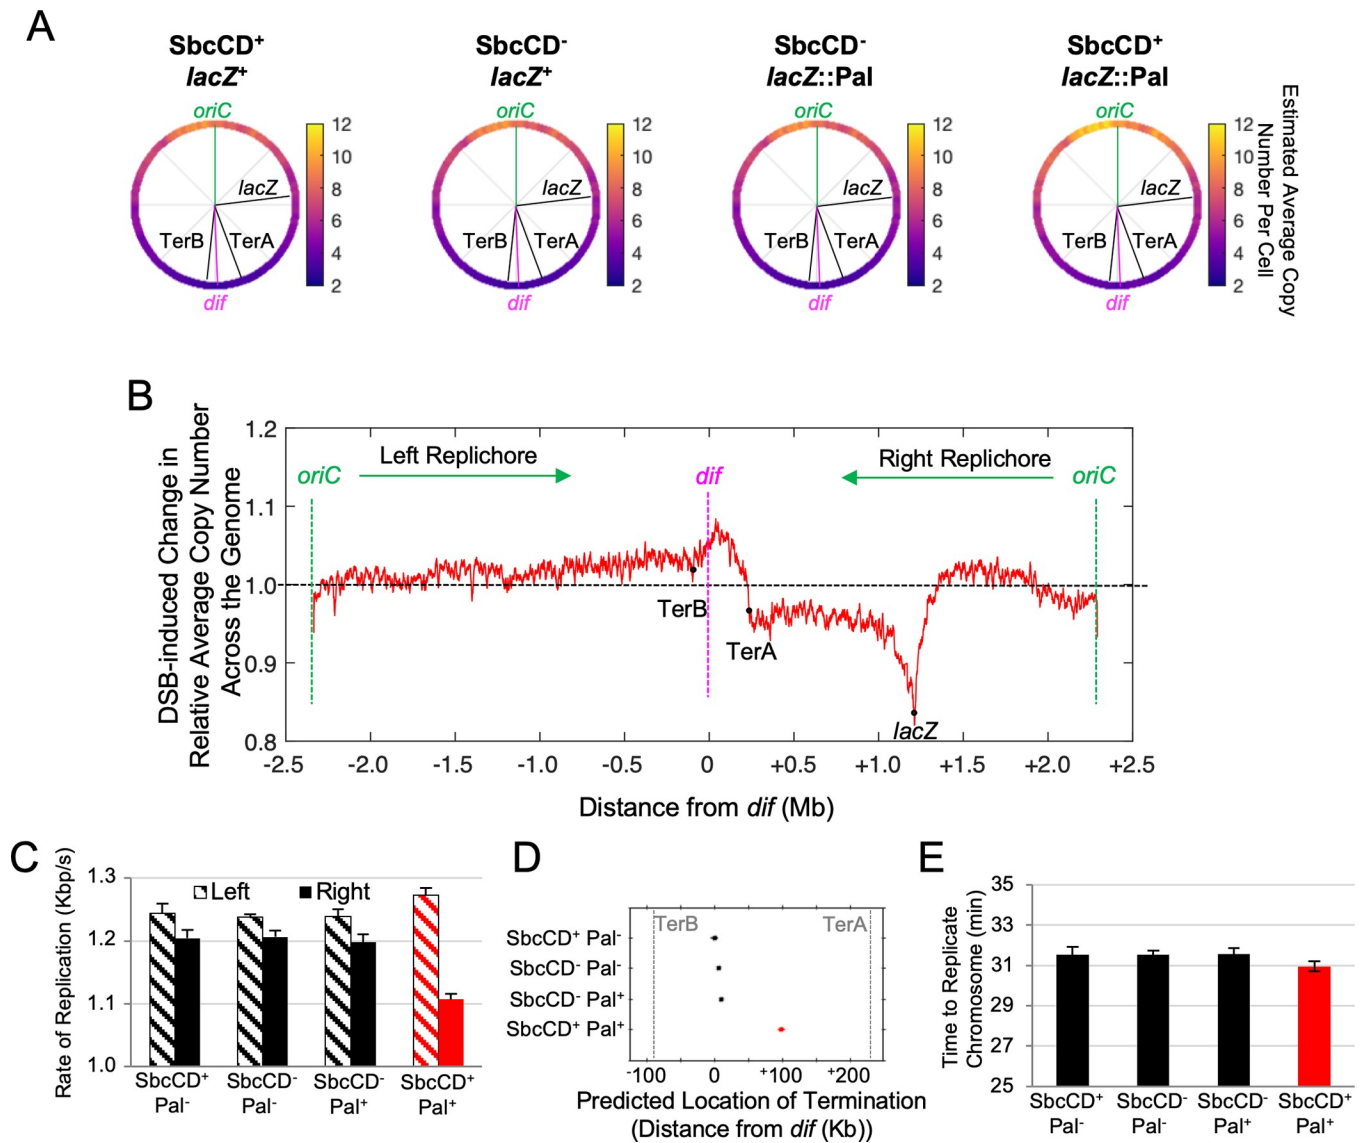 A
SbcCD+
lacZ+
SbcCD-
lacZ+
SbcCD-
lacZ::Pal
SbcCD+
lacZ::Pal
oriC
lacZ
TerB
TerA
dif
12
10
8
6
4
2
oriC
lacZ
TerB
TerA
dif
12
10
8
6
4
2
oriC
lacZ
TerB
TerA
dif
12
10
8
6
4
2
oriC
lacZ
TerB
TerA
dif
12
10
8
6
4
2
Estimated Average Copy
Number Per Cell
B
DSB-induced Change in
Relative Average Copy Number
Across the Genome
1.2
1.1
1.0
0.9
0.8
oriC
Left Replichore
dif
Right Replichore
oriC
TerB
TerA
lacZ
-2.5 -2.0 -1.5 -1.0 -0.5 0 +0.5 +1.0 +1.5 +2.0 +2.5
Distance from dif (Mb)
C
Rate of Replication (Kbp/s)
1.3
1.2
1.1
1.0
Left
Right
SbcCD+
Pal-
SbcCD-
Pal-
SbcCD-
Pal+
SbcCD+
Pal+
D
TerB
TerA
SbcCD+ Pal-
SbcCD- Pal-
SbcCD- Pal+
SbcCD+ Pal+
-100 0 +100 +200
Predicted Location of Termination
(Distance from dif (Kb))
E
Time to Replicate
Chromosome (min)
35
33
31
29
27
25
SbcCD+
Pal-
SbcCD-
Pal-
SbcCD-
Pal+
SbcCD+
Pal+